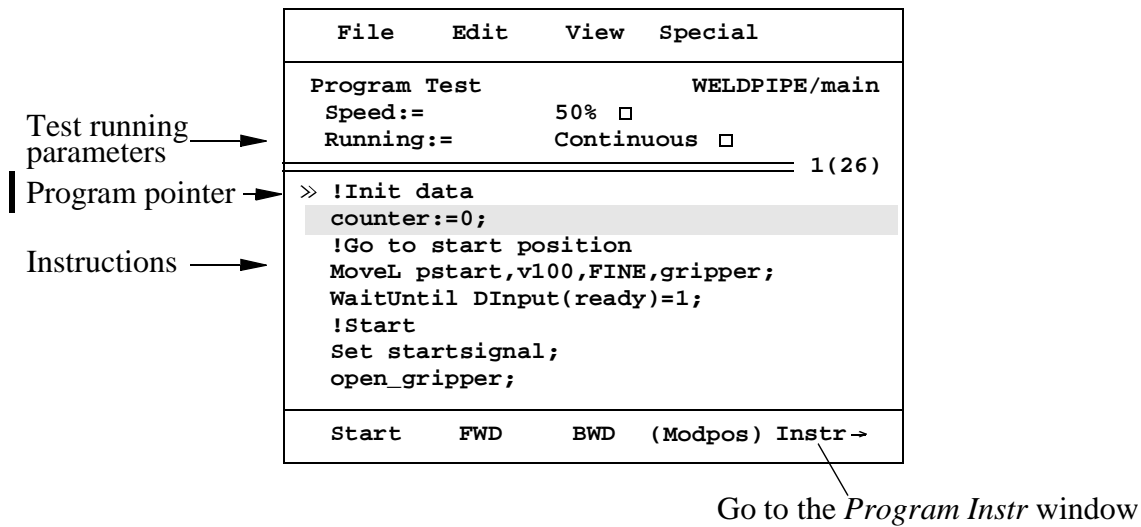 File Edit View Special
Program Test WELDPIPE/main
Speed:= 50%
Running:= Continuous
Test running
parameters
1(26)
Program pointer
» !Init data
counter:=0;
!Go to start position
Instructions
MoveL pstart,v100,FINE,gripper;
WaitUntil DInput(ready)=1;
!Start
Set startsignal;
open_gripper;
Start FWD BWD (Modpos) Instr→
Go to the Program Instr window